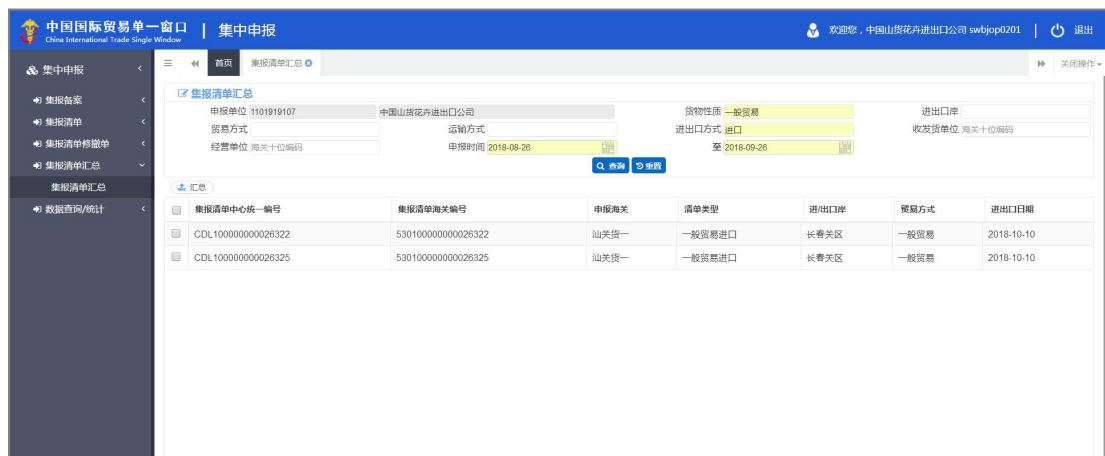 中国国际贸易单一窗口 | 集中申报 欢迎您，中国山货花卉进出口公司 swbjop0201 | 退出
China International Trade Single Window
集中申报 首页 集报清单汇总 关闭操作
集报备案
集报清单
集报清单修撤单
集报清单汇总
集报清单汇总
数据查询/统计
集报清单汇总
申报单位 1101919107 中国山货花卉进出口公司 货物性质 一般贸易 进出口岸
贸易方式 运输方式 进出口方式 进口 收发货单位 海关十位编码
经营单位 海关十位编码 申报时间 2018-08-26 至 2018-09-26
查询 重置
汇总
集报清单中心统一编号 集报清单海关编号 申报海关 清单类型 进/出口岸 贸易方式 进出口日期
CDL100000000026322 530100000000026322 汕关货一 一般贸易进口 长春关区 一般贸易 2018-10-10
CDL100000000026325 530100000000026325 汕关货一 一般贸易进口 长春关区 一般贸易 2018-10-10